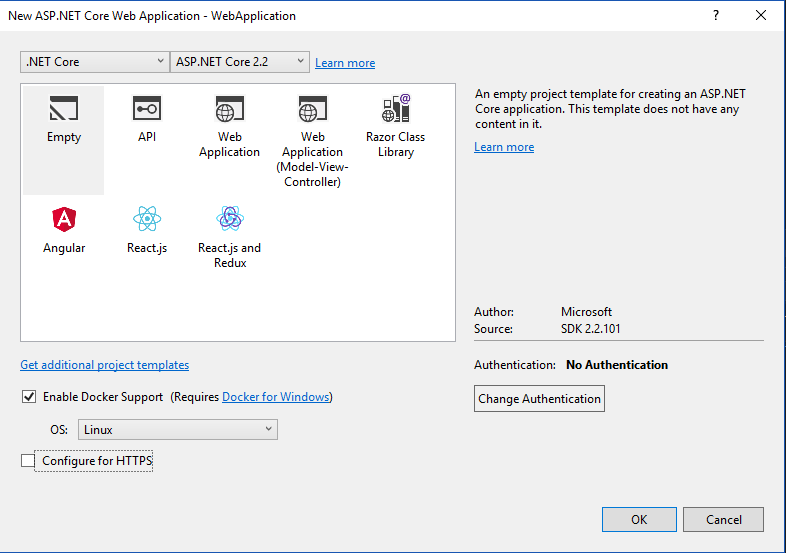 New ASP.NET Core Web Application - WebApplication
?
.NET Core
ASP.NET Core 2.2
Learn more
Empty
API
Web
Application
Web
Application
(Model-View-
Controller)
Razor Class
Library
Angular
React.js
React.js and
Redux
An empty project template for creating an ASP.NET
Core application. This template does not have any
content in it.
Learn more
Author: Microsoft
Source: SDK 2.2.101
Get additional project templates
Enable Docker Support (Requires Docker for Windows)
OS: Linux
Configure for HTTPS
Authentication: No Authentication
Change Authentication
OK
Cancel